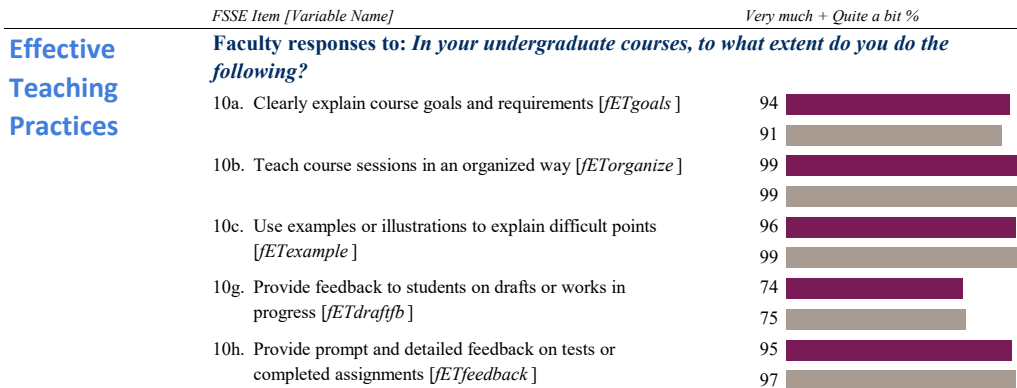 FSSE Item [Variable Name] Very much + Quite a bit %
Effective
Teaching
Practices
Faculty responses to: In your undergraduate courses, to what extent do you do the
following?
10a. Clearly explain course goals and requirements [fETgoals ] 94
91
10b. Teach course sessions in an organized way [fETorganize ] 99
99
10c. Use examples or illustrations to explain difficult points 96
[fETexample ] 99
10g. Provide feedback to students on drafts or works in 74
progress [fETdraftfb ] 75
10h. Provide prompt and detailed feedback on tests or 95
completed assignments [fETfeedback ] 97